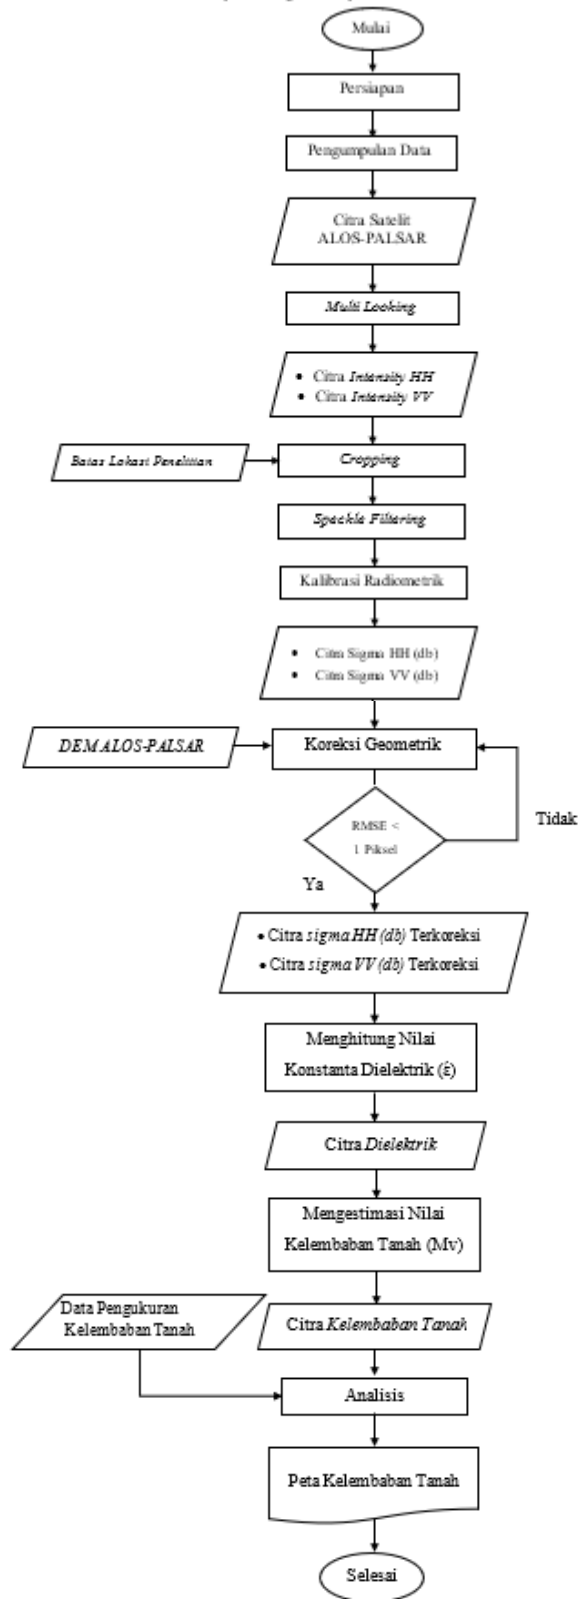 Mulai
Persiapan
Pengumpulan Data
Citra Satelit
ALOS-PALSAR
Multi Looking
• Citra Intensity HH
• Citra Intensity VV
Batas Lokasi Penelitian
Cropping
Speckle Filtering
Kalibrasi Radiometrik
• Citra Sigma HH (db)
• Citra Sigma VV (db)
DEM ALOS-PALSAR
Koreksi Geometrik
RMSE <
1 Piksel
Tidak
Ya
• Citra sigma HH (db) Terkoreksi
• Citra sigma VV (db) Terkoreksi
Menghitung Nilai
Konstanta Dielektrik (έ)
Citra Dielektrik
Mengestimasi Nilai
Kelembaban Tanah (Mv)
Data Pengukuran
Kelembaban Tanah
Citra Kelembaban Tanah
Analisis
Peta Kelembaban Tanah
Selesai